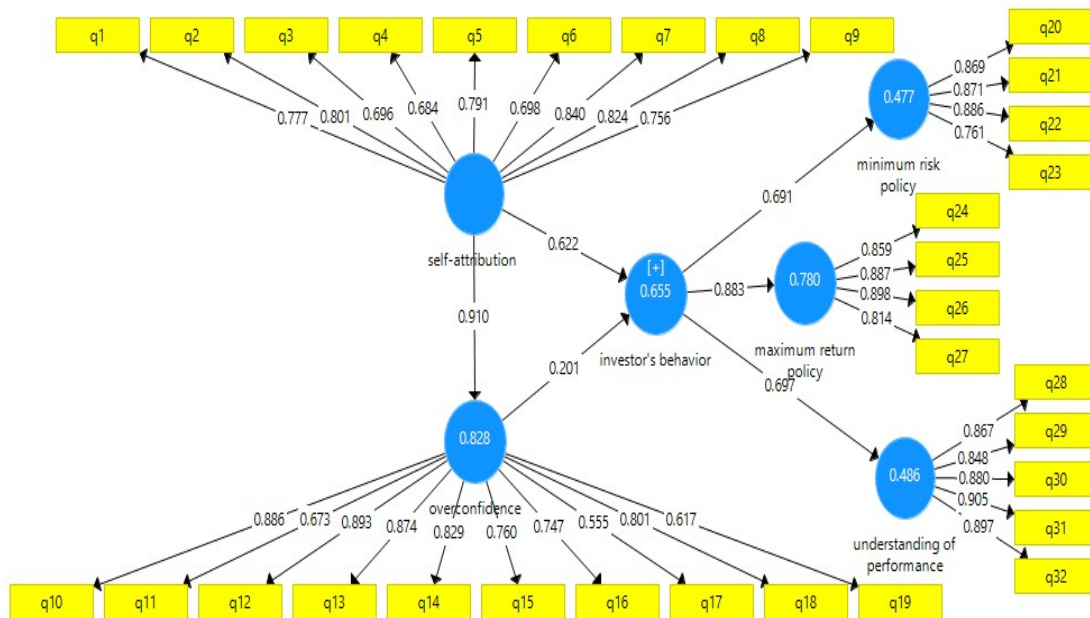 q1 q2 q3 q4 q5 q6 q7 q8 q9
0.777 0.801 0.696 0.684 0.791 0.698 0.840 0.824 0.756
self-attribution
0.622
0.910
0.201
[+]
0.655
investor's behavior
0.691
0.883
0.697
0.477
minimum risk
policy
0.869
0.871
0.886
0.761
q20
q21
q22
q23
0.780
maximum return
policy
0.859
0.887
0.898
0.814
q24
q25
q26
q27
0.486
understanding of
performance
0.867
0.848
0.880
0.905
0.897
q28
q29
q30
q31
q32
0.828
overconfidence
0.886 0.673 0.893 0.874 0.829 0.760 0.747 0.555 0.801 0.617
q10 q11 q12 q13 q14 q15 q16 q17 q18 q19